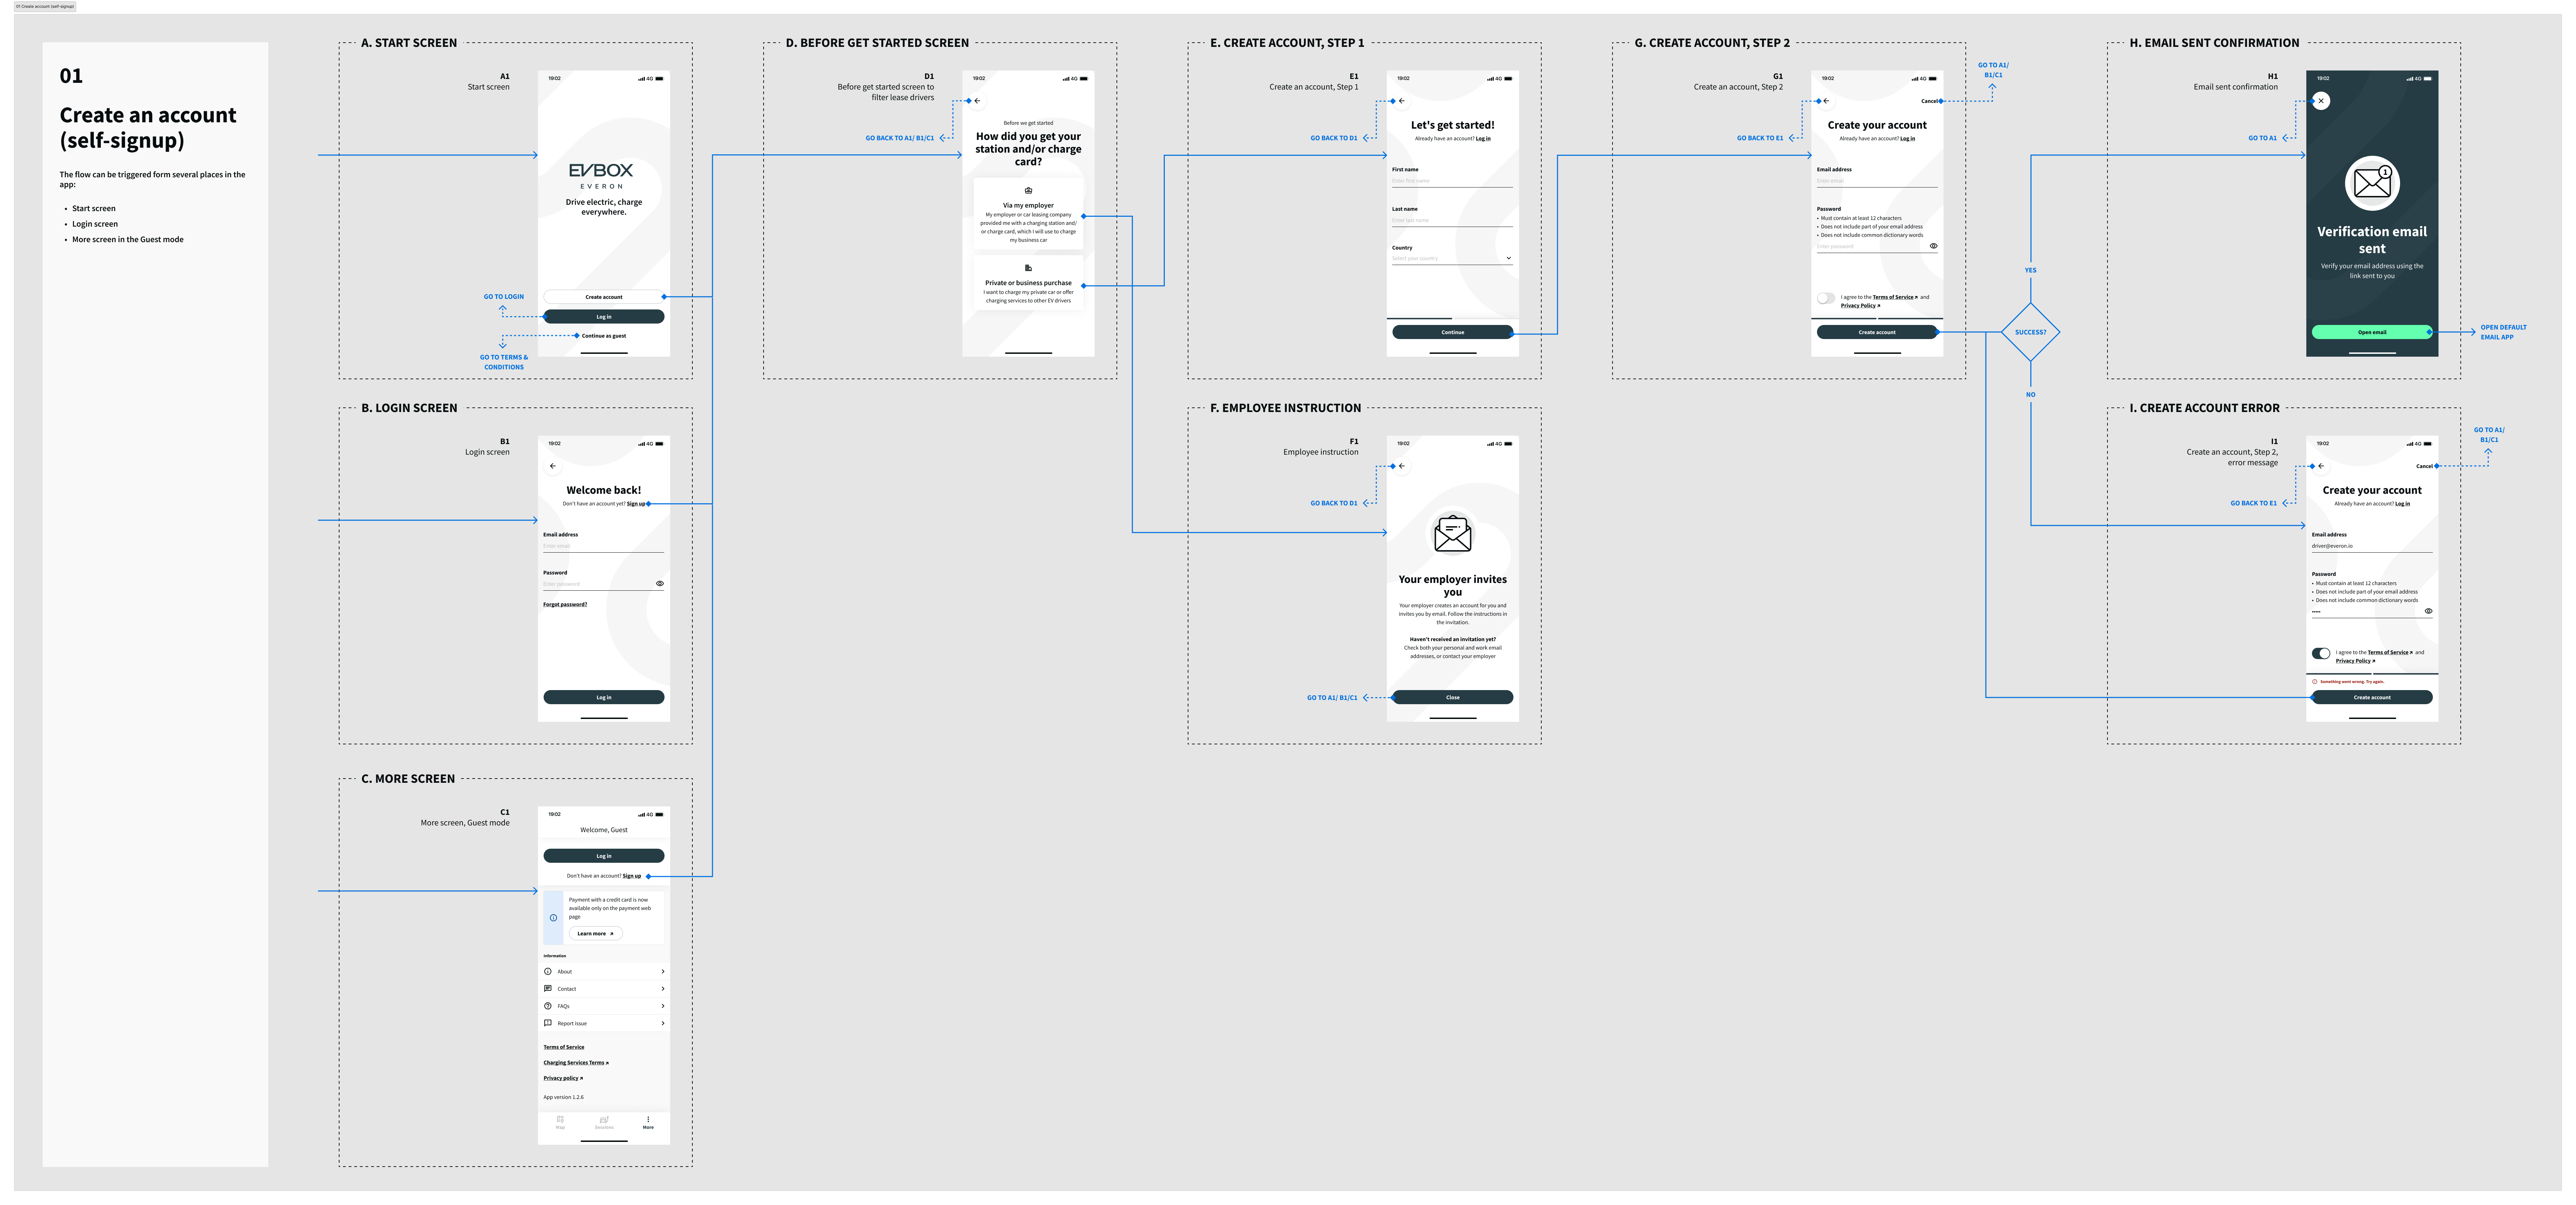 01 Create account (self-signup)
01
Create an account
(self-signup)
The flow can be triggered form several places in the
app:
• Start screen
• Login screen
• More screen in the Guest mode
A. START SCREEN
A1
Start screen
19:02
4G
EVBOX
EVERON
Drive electric, charge
everywhere.
Create account
Log in
Continue as guest
GO TO LOGIN
GO TO TERMS &
CONDITIONS
B. LOGIN SCREEN
B1
Login screen
19:02
4G
Welcome back!
Don't have an account yet? Sign up
Email address
Enter email
Password
Enter password
Forgot password?
Log in
C. MORE SCREEN
C1
More screen, Guest mode
19:02
4G
Welcome, Guest
Log in
Don't have an account? Sign up
Payment with a credit card is now
available only on the payment web
page
Learn more
Information
About
Contact
FAQs
Report issue
Terms of Service
Charging Services Terms
Privacy policy
App version 1.2.6
Map
Sessions
More
D. BEFORE GET STARTED SCREEN
D1
Before get started screen to
filter lease drivers
GO BACK TO A1/ B1/C1
19:02
4G
Before we get started
How did you get your
station and/or charge
card?
Via my employer
My employer or car leasing company
provided me with a charging station and/
or charge card, which I will use to charge
my business car
Private or business purchase
I want to charge my private car or offer
charging services to other EV drivers
E. CREATE ACCOUNT, STEP 1
E1
Create an account, Step 1
GO BACK TO D1
19:02
4G
Let's get started!
Already have an account? Log in
First name
Enter first name
Last name
Enter last name
Country
Select your country
Continue
F. EMPLOYEE INSTRUCTION
F1
Employee instruction
GO BACK TO D1
19:02
4G
Your employer invites
you
Your employer creates an account for you and
invites you by email. Follow the instructions in
the invitation.
Haven't received an invitation yet?
Check both your personal and work email
addresses, or contact your employer
Close
GO TO A1/ B1/C1
G. CREATE ACCOUNT, STEP 2
G1
Create an account, Step 2
GO BACK TO E1
GO TO A1/
B1/C1
19:02
4G
Cancel
Create your account
Already have an account? Log in
Email address
Enter email
Password
• Must contain at least 12 characters
• Does not include part of your email address
• Does not include common dictionary words
Enter password
I agree to the Terms of Service and
Privacy Policy
Create account
YES
SUCCESS?
NO
H. EMAIL SENT CONFIRMATION
H1
Email sent confirmation
GO TO A1
19:02
4G
1
Verification email
sent
Verify your email address using the
link sent to you
Open email
OPEN DEFAULT
EMAIL APP
I. CREATE ACCOUNT ERROR
I1
Create an account, Step 2,
error message
GO BACK TO E1
GO TO A1/
B1/C1
19:02
4G
Cancel
Create your account
Already have an account? Log in
Email address
driver@everon.io
Password
• Must contain at least 12 characters
• Does not include part of your email address
• Does not include common dictionary words
•••••
I agree to the Terms of Service and
Privacy Policy
Something went wrong. Try again.
Create account